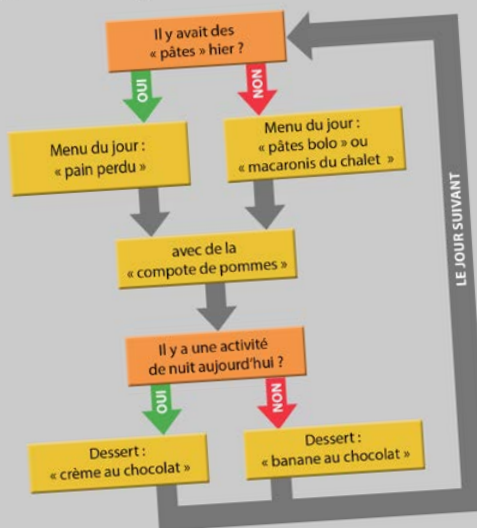 Il y avait des
« pâtes » hier ?
OUI
NON
Menu du jour :
« pain perdu »
Menu du jour :
« pâtes bolo » ou
« macaronis du chalet »
avec de la
« compote de pommes »
Il y a une activité
de nuit aujourd'hui ?
OUI
NON
Dessert :
« crème au chocolat »
Dessert :
« banane au chocolat »
LE JOUR SUIVANT